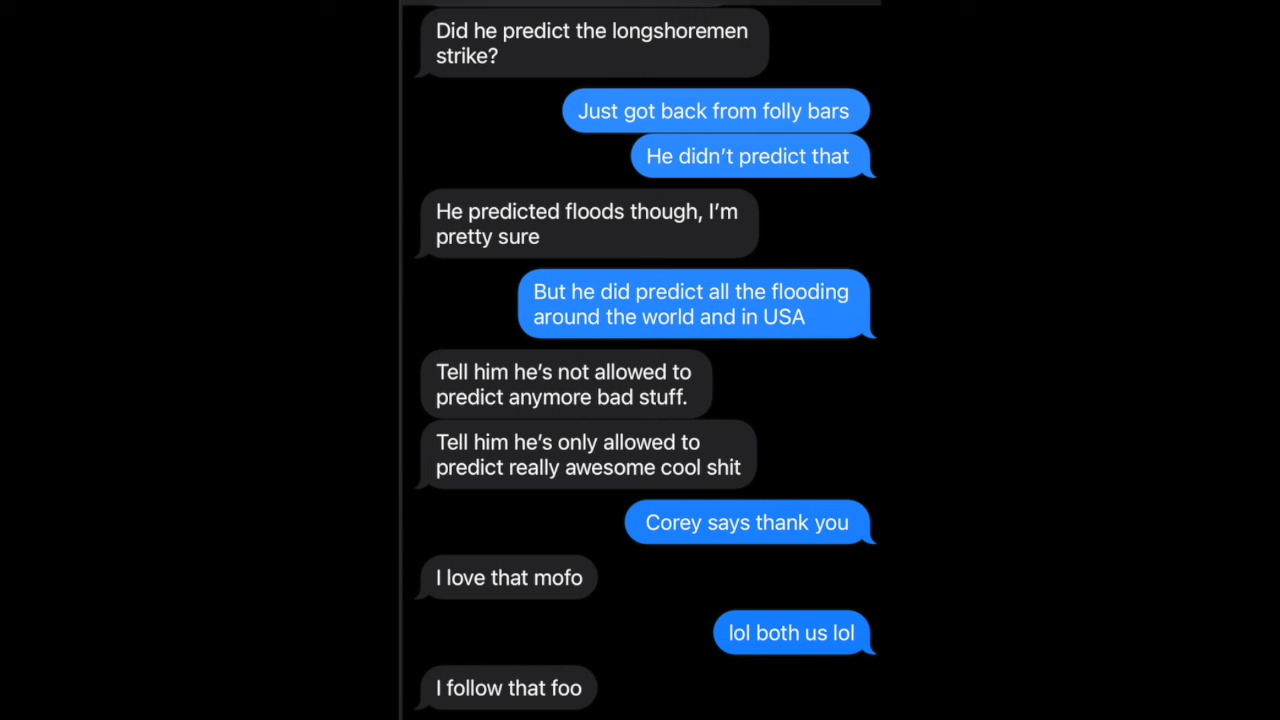 Did he predict the longshoremen
strike?
Just got back from folly bars
He didn’t predict that
He predicted floods though, I’m
pretty sure
But he did predict all the flooding
around the world and in USA
Tell him he’s not allowed to
predict anymore bad stuff.
Tell him he’s only allowed to
predict really awesome cool shit
Corey says thank you
I love that mofo
lol both us lol
I follow that foo